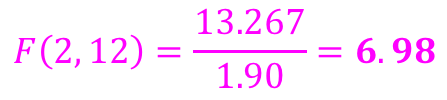 F(2, 12) = 13.267 / 1.90 = 6.98